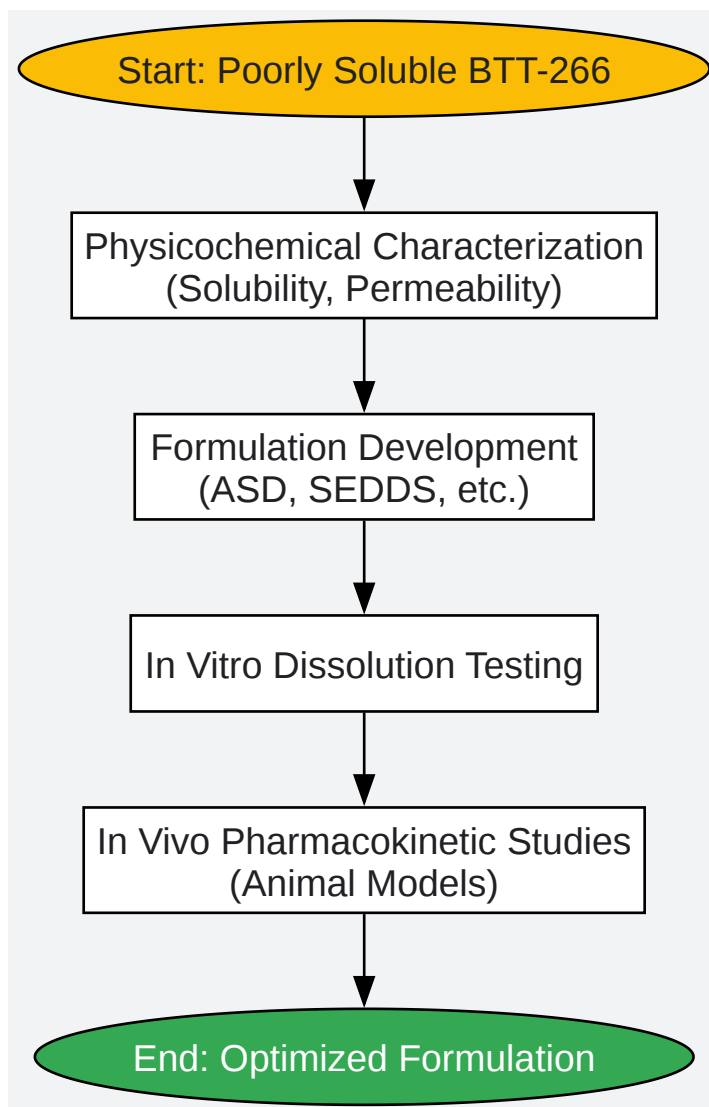 Start: Poorly Soluble BTT-266
Physicochemical Characterization
(Solubility, Permeability)
Formulation Development
(ASD, SEDDS, etc.)
In Vitro Dissolution Testing
In Vivo Pharmacokinetic Studies
(Animal Models)
End: Optimized Formulation